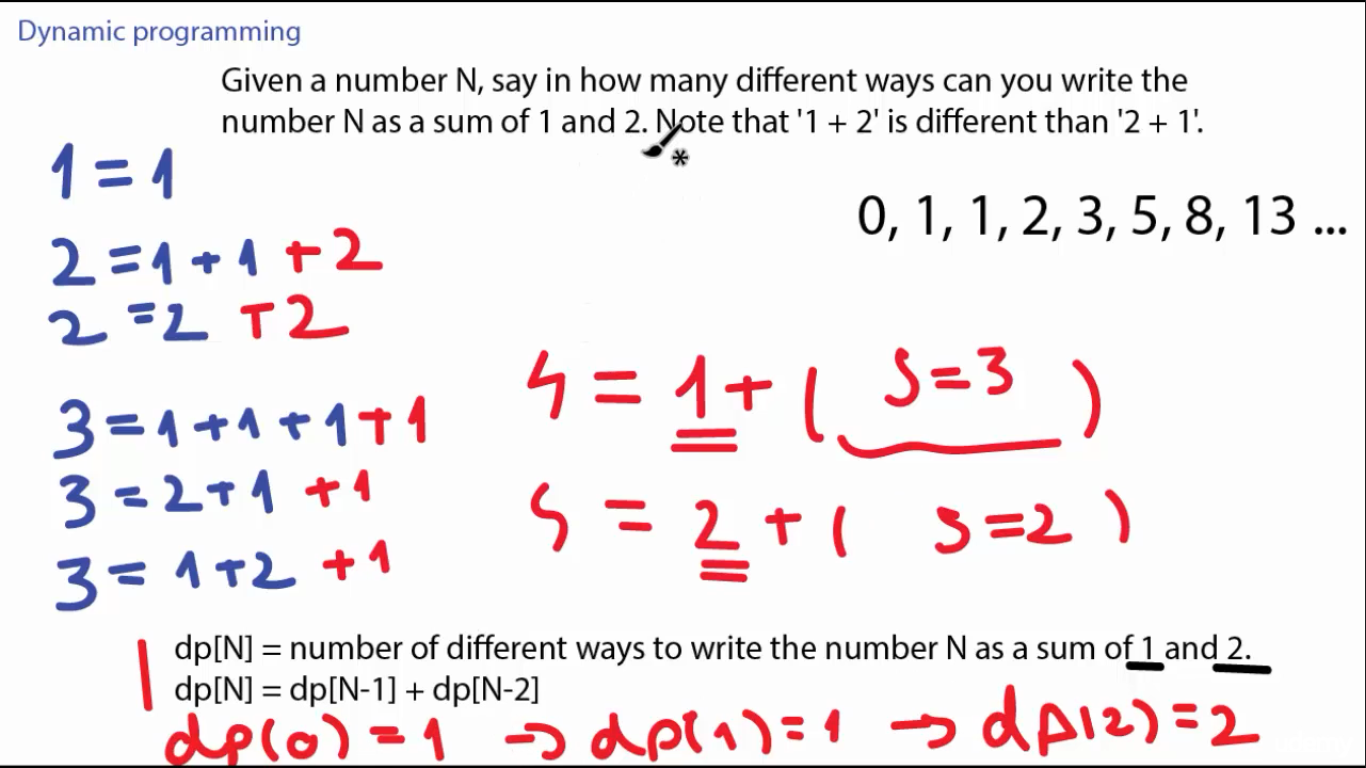 Dynamic programming
Given a number N, say in how many different ways can you write the
number N as a sum of 1 and 2. Note that '1 + 2' is different than '2 + 1'.
1 = 1
0, 1, 1, 2, 3, 5, 8, 13 ...
2 = 1 + 1 + 2
2 = 2 + 2
3 = 1 + 1 + 1 + 1
3 = 2 + 1 + 1
3 = 1 + 2 + 1
4 = 1 + ( S = 3 )
S = 2 + ( S = 2 )
dp[N] = number of different ways to write the number N as a sum of 1 and 2.
dp[N] = dp[N-1] + dp[N-2]
dp(0) = 1 → dp(1) = 1 → dp(2) = 2
udemy